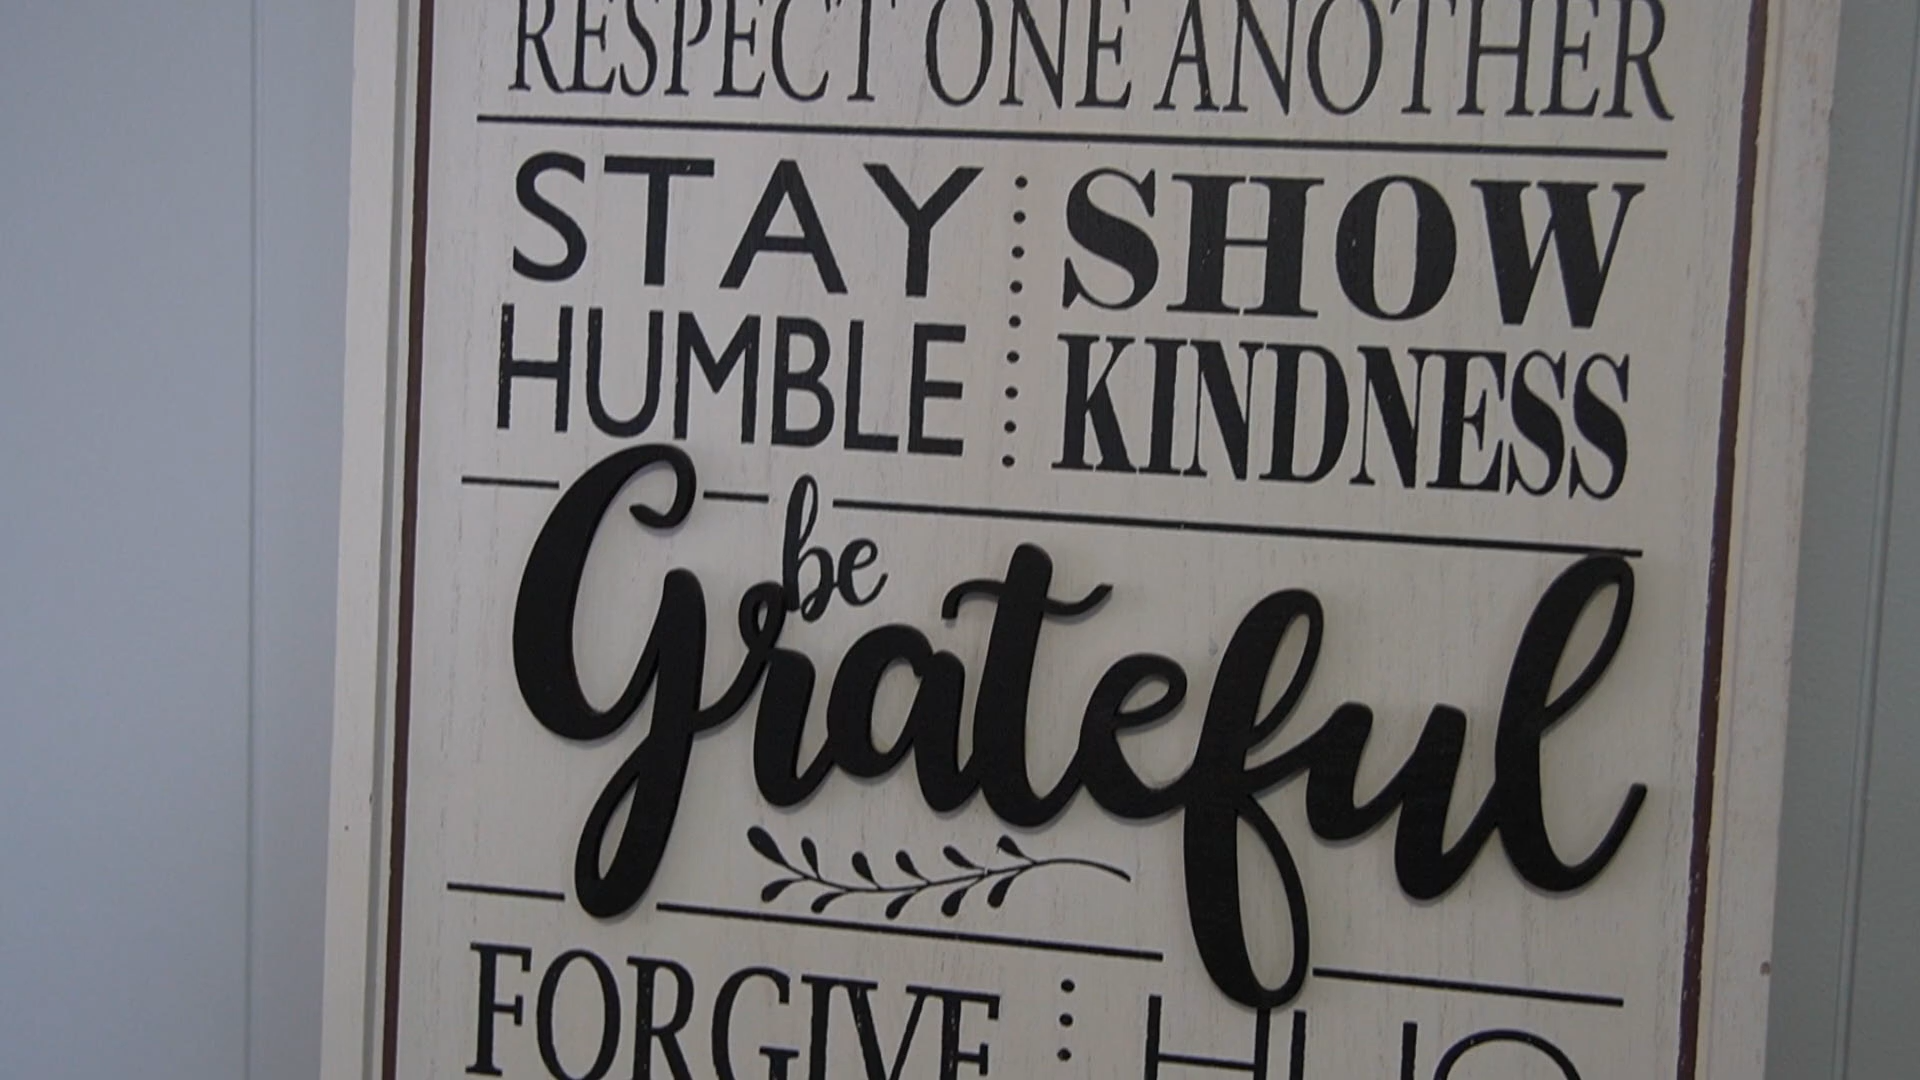 RESPECT ONE ANOTHER
STAY
HUMBLE
SHOW
KINDNESS
be
Grateful
FORGIVE